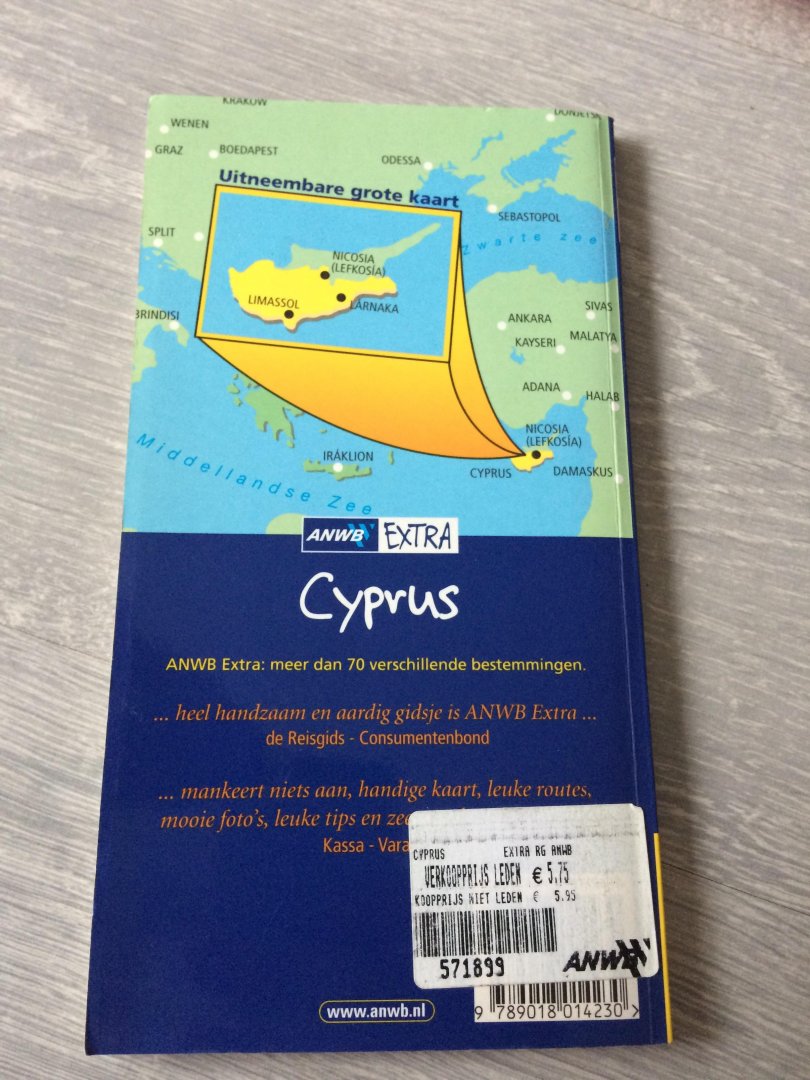 KRAKOW
DONJETSK
WENEN
GRAZ
BOEDAPEST
ODESSA
Uitneembare grote kaart
SEBASTOPOL
SPLIT
Zwarte zee
NICOSIA
(LEFKOSÍA)
LIMASSOL
LÁRNAKA
BRINDISI
SIVAS
ANKARA
MALATYA
KAYSERI
ADANA
HALAB
NICOSIA
(LEFKOSÍA)
IRÁKLION
CYPRUS
DAMASKUS
Middellandse Zee
ANWB EXTRA
Cyprus
ANWB Extra: meer dan 70 verschillende bestemmingen.
... heel handzaam en aardig gidsje is ANWB Extra ...
de Reisgids - Consumentenbond
... mankeert niets aan, handige kaart, leuke routes,
mooie foto's, leuke tips en
Kassa -
CYPRUS EXTRA RG ANWB
VERKOOPPRIJS LEDEN € 5.75
KOOPPRIJS NIET LEDEN € 5.95
571899 ANWB
www.anwb.nl
9 789018 014230 >